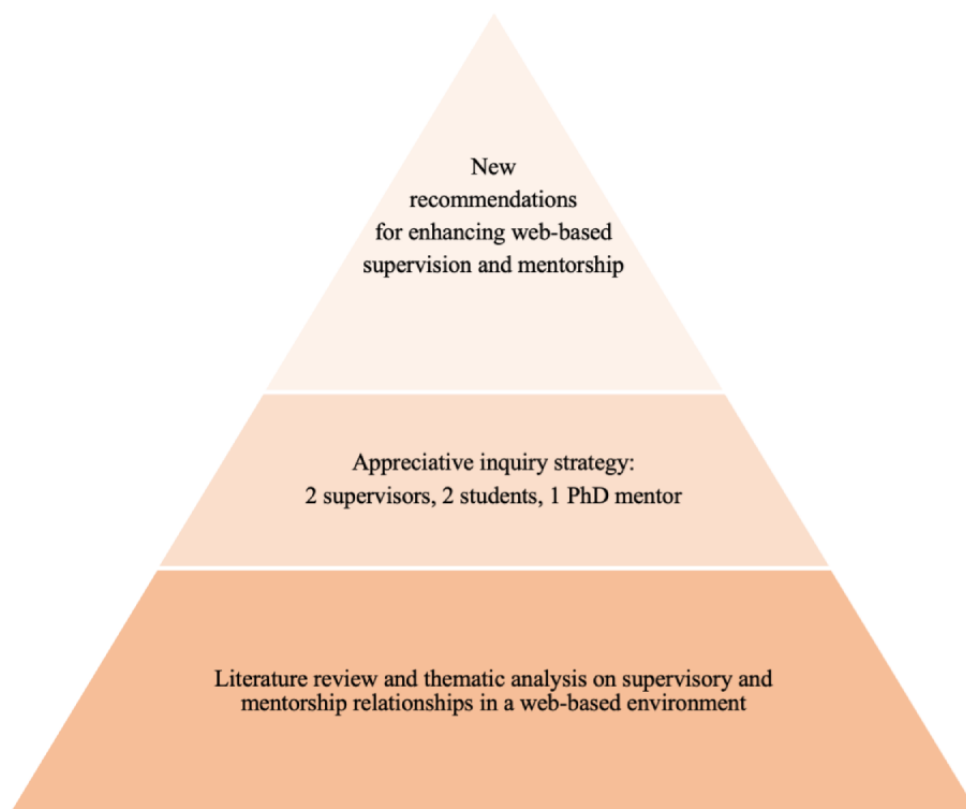 New
recommendations
for enhancing web-based
supervision and mentorship
Appreciative inquiry strategy:
2 supervisors, 2 students, 1 PhD mentor
Literature review and thematic analysis on supervisory and
mentorship relationships in a web-based environment